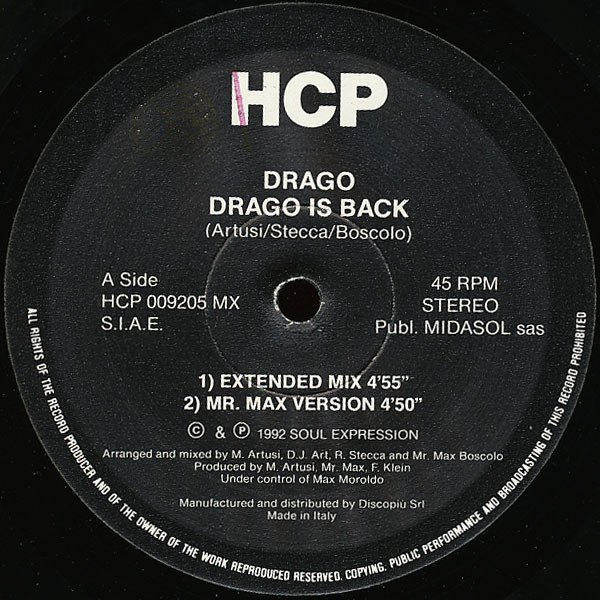 HCP
DRAGO
DRAGO IS BACK
(Artusi/Stecca/Boscolo)
A Side
HCP 009205 MX
S.I.A.E.
45 RPM
STEREO
Publ. MIDASOL sas
1) EXTENDED MIX 4'55"
2) MR. MAX VERSION 4'50"
© & ℗ 1992 SOUL EXPRESSION
Arranged and mixed by M. Artusi, D.J. Art, R. Stecca and Mr. Max Boscolo
Produced by M. Artusi, Mr. Max, F. Klein
Under control of Max Moroldo
Manufactured and distributed by Discopiù Srl
Made in Italy
ALL RIGHTS OF THE RECORD PRODUCER AND OF THE OWNER OF THE WORK REPRODUCED RESERVED. COPYING, PUBLIC PERFORMANCE AND BROADCASTING OF THIS RECORD PROHIBITED